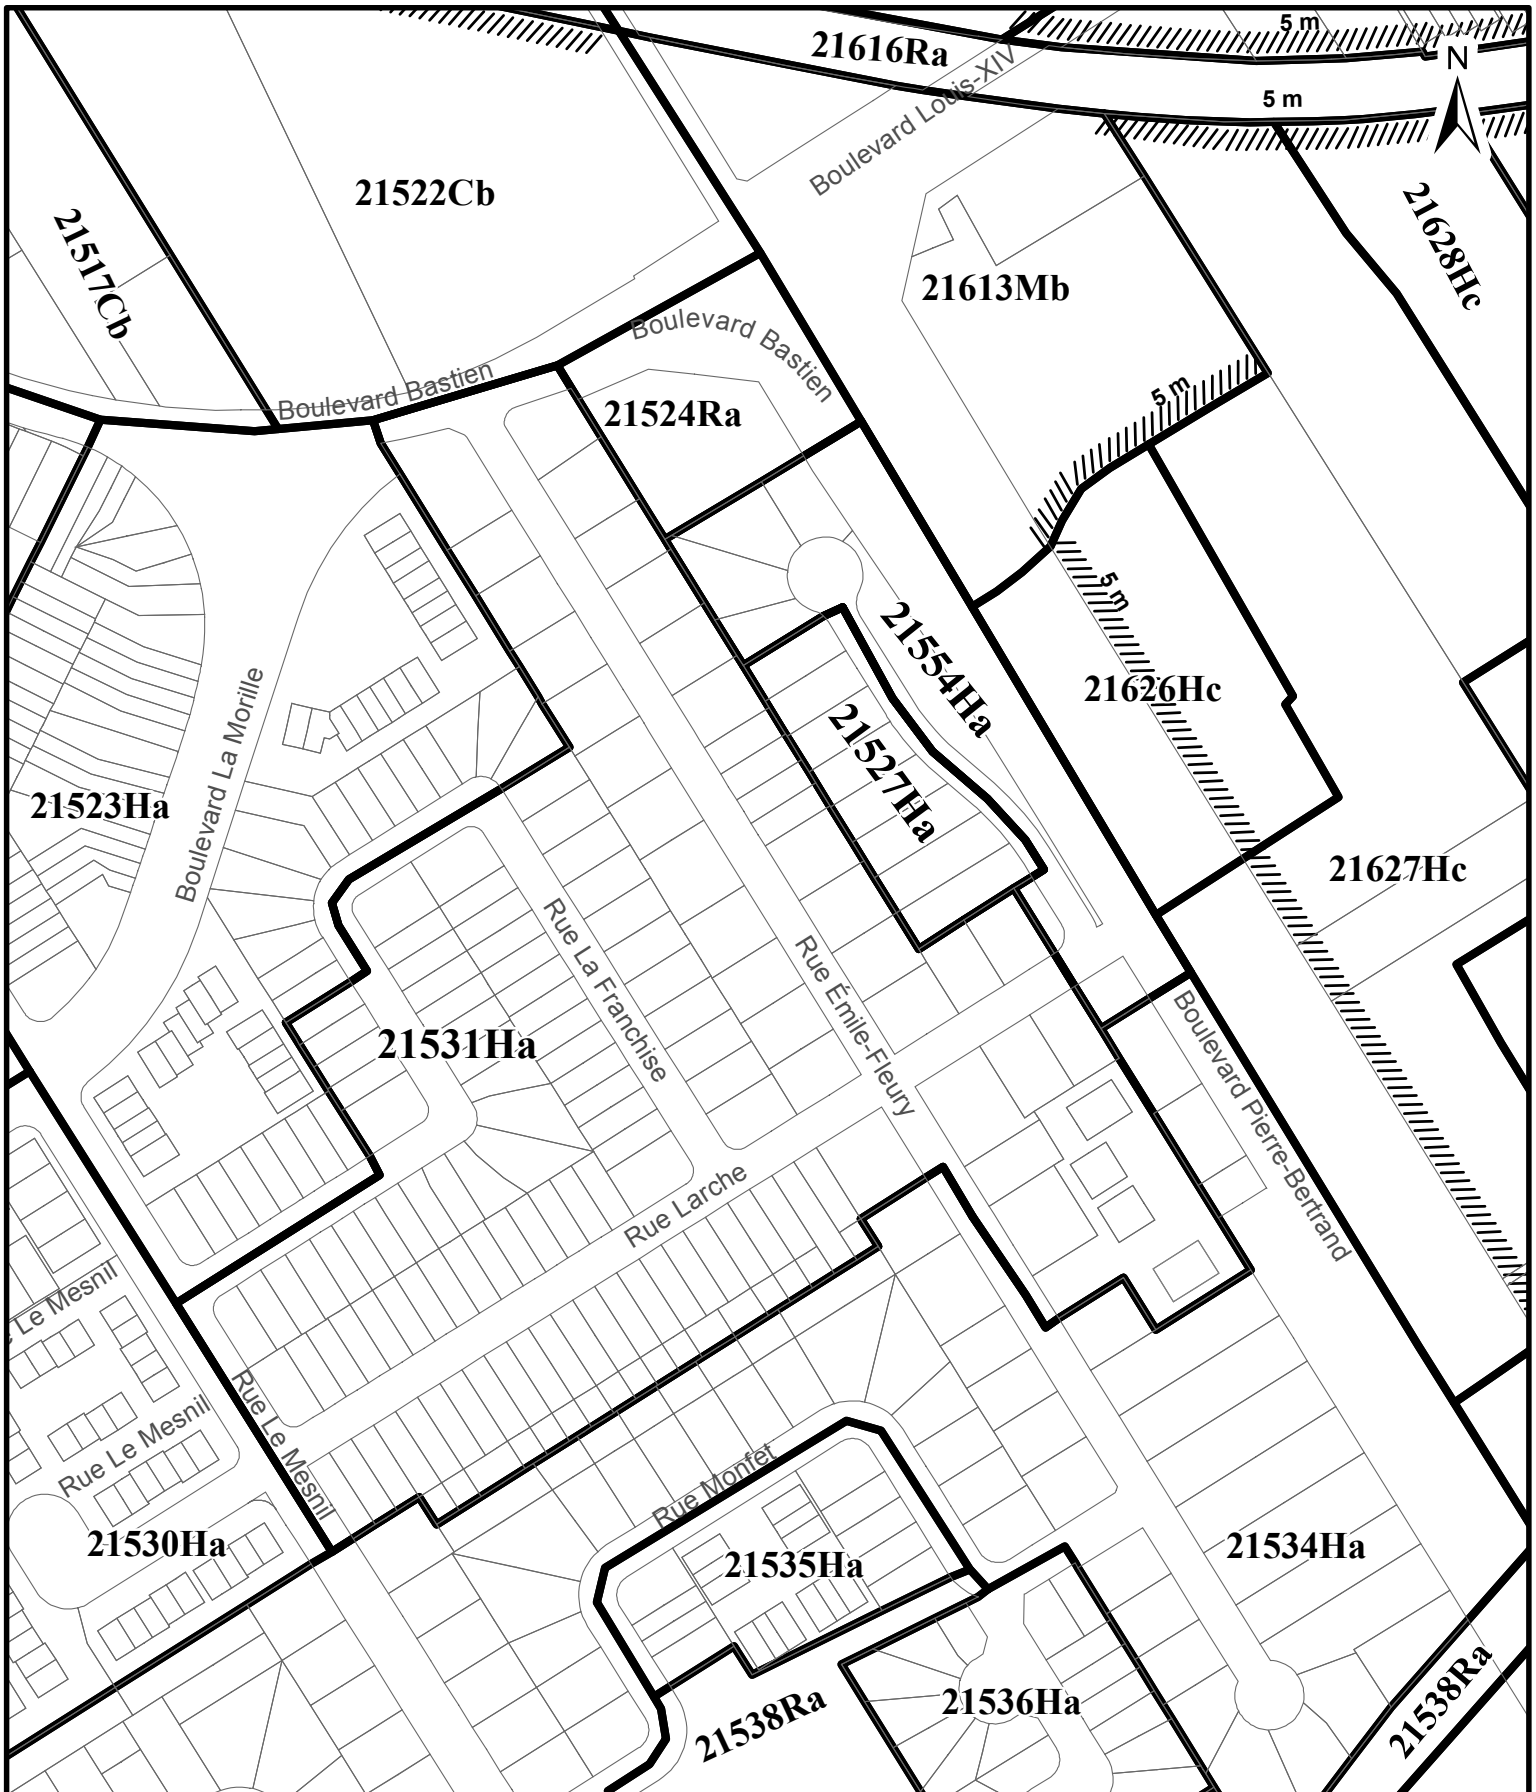 5 m
21616Ra
N
Boulevard Louis-XIV
5 m
21522Cb
21517Cb
21628Hc
21613Mb
Boulevard Bastien
Boulevard Bastien
5 m
21524Ra
5 m
21554Ha
21626Hc
21527Ha
Boulevard La Morille
21523Ha
21627Hc
Rue La Franchise
Rue Émile-Fleury
21531Ha
Boulevard Pierre-Bertrand
Rue Larche
Le Mesnil
Rue Le Mesnil
Rue Le Mesnil
Rue Monfet
21530Ha
21535Ha
21534Ha
21538Ra
21536Ha
21538Ra